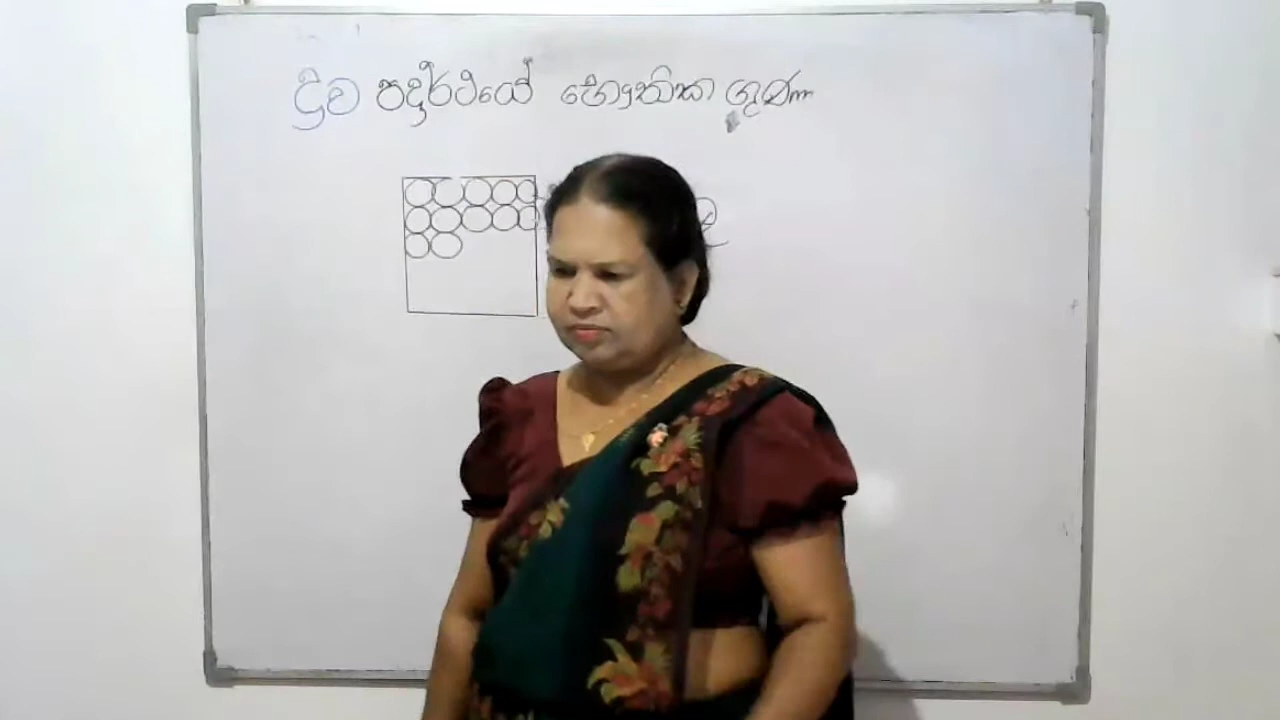 ද්‍රව පදාර්ථයේ භෞතික ගුණ